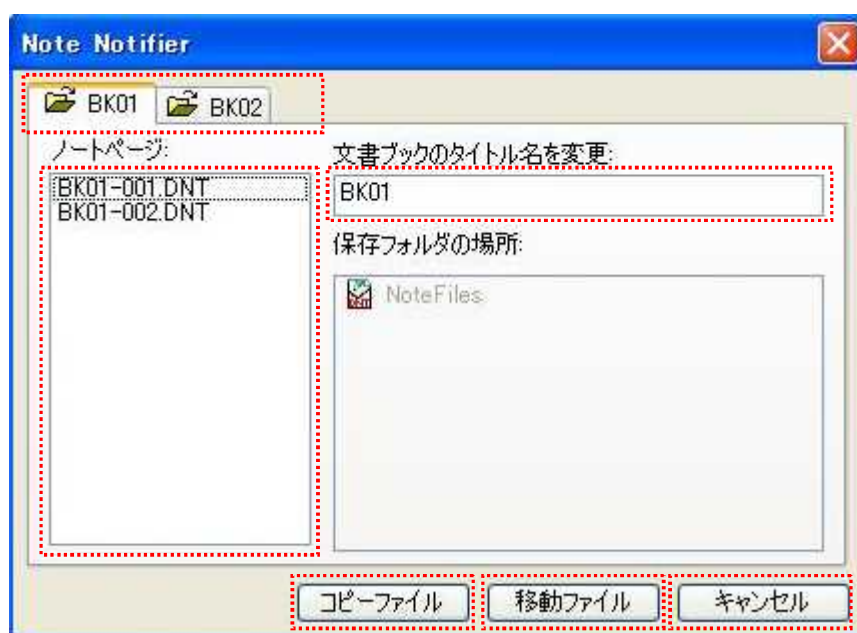 Note Notifier
BK01 BK02
ノートページ:
BK01-001.DNT
BK01-002.DNT
文書ブックのタイトル名を変更:
BK01
保存フォルダの場所:
NoteFiles
コピーファイル 移動ファイル キャンセル